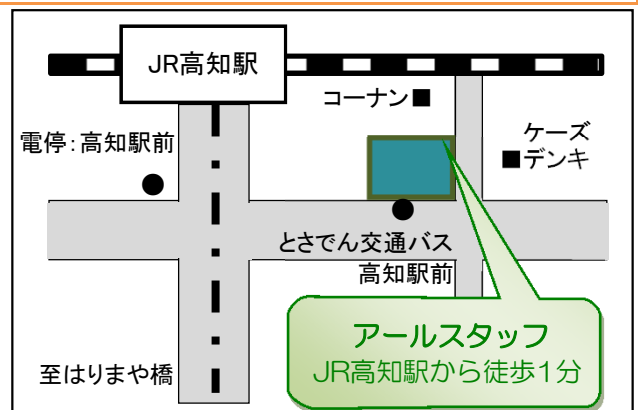 JR高知駅
コーナン■
電停：高知駅前
ケーズ
■デンキ
とさでん交通バス
高知駅前
アールスタッフ
JR高知駅から徒歩1分
至はりまや橋